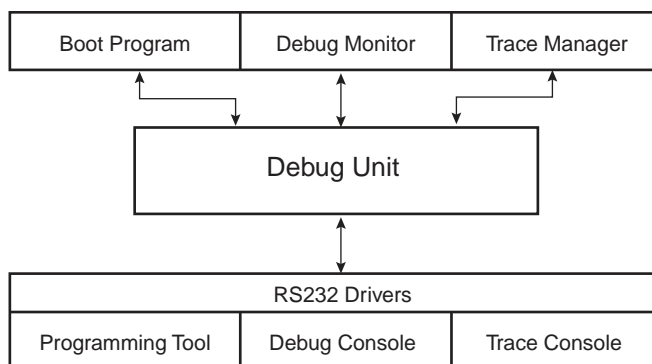 Boot Program
Debug Monitor
Trace Manager
Debug Unit
RS232 Drivers
Programming Tool
Debug Console
Trace Console